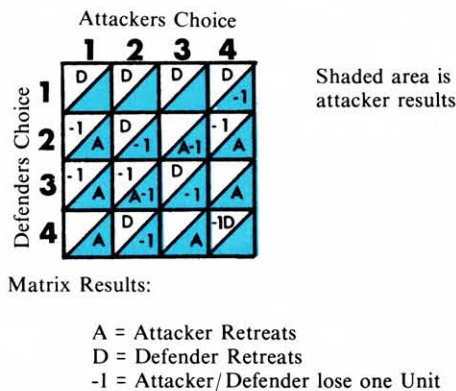 Attackers Choice
1 2 3 4
Defenders Choice
1 D D D D -1
2 -1 A D -1 A-1 -1 A
3 -1 A -1 A-1 D -1 A
4 A D -1 A -1D
Shaded area is
attacker results
Matrix Results:
A = Attacker Retreats
D = Defender Retreats
-1 = Attacker/Defender lose one Unit